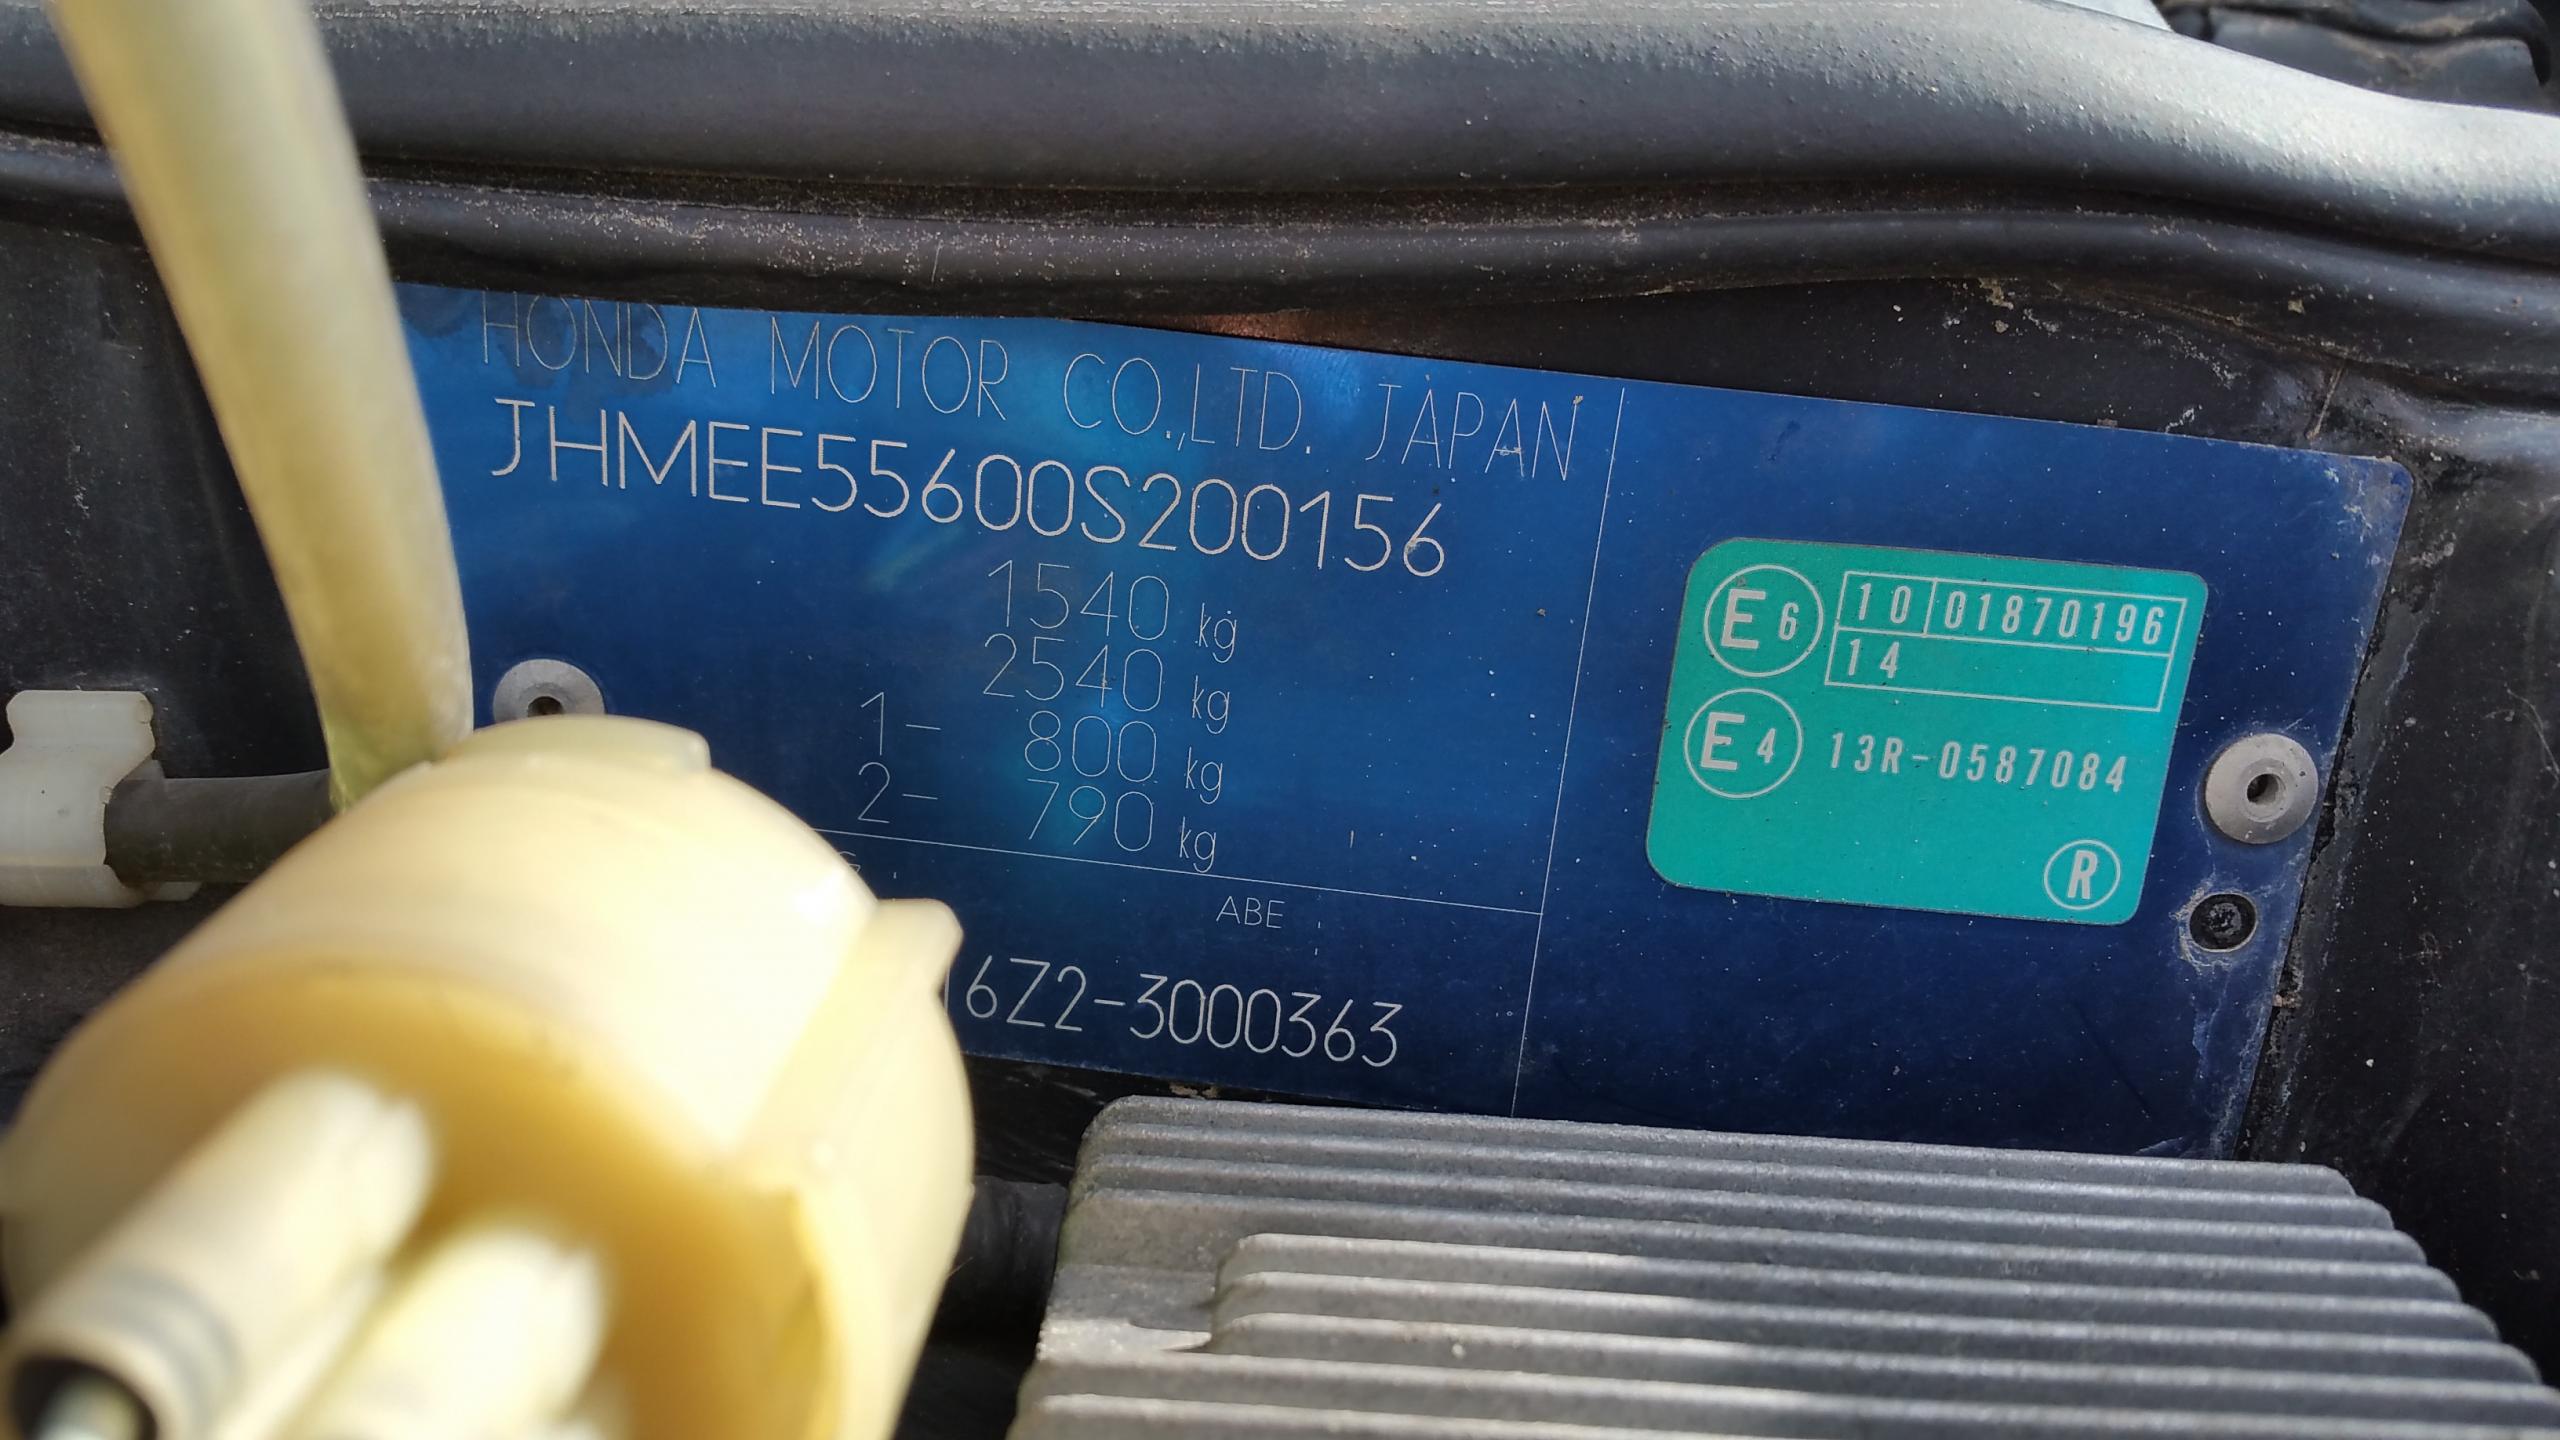 HONDA MOTOR CO.,LTD. JAPAN
JHMEE55600S200156
1540 kg
2540 kg
1- 800 kg
2- 790 kg
ABE
16Z2-3000363
E6 10 01870196
14
E4 13R-0587084
R